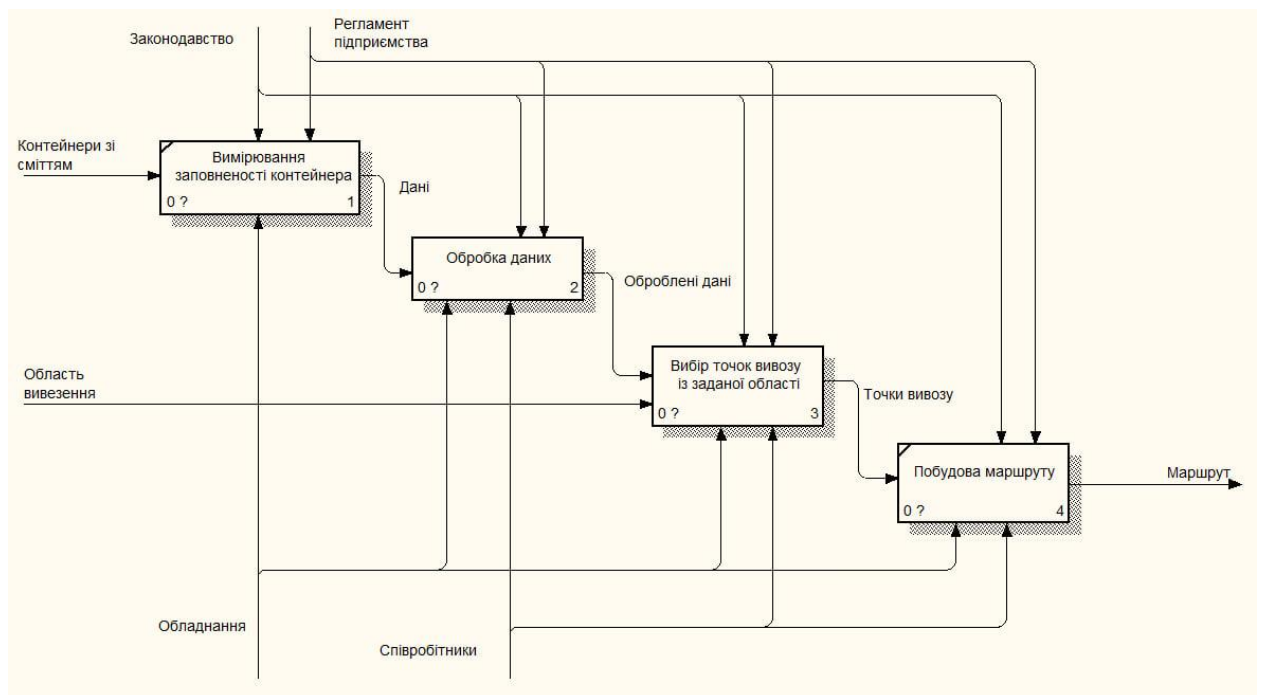 Законодавство
Регламент
підприємства
Контейнери зі
сміттям
Вимірювання
заповненості контейнера
0 ?
1
Дані
Обробка даних
0 ?
2
Оброблені дані
Область
вивезення
Вибір точок вивозу
із заданої області
0 ?
3
Точки вивозу
Побудова маршруту
0 ?
4
Маршрут
Обладнання
Співробітники